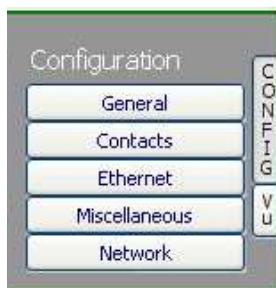 Configuration
General
Contacts
Ethernet
Miscellaneous
Network
CONFIG
Vu